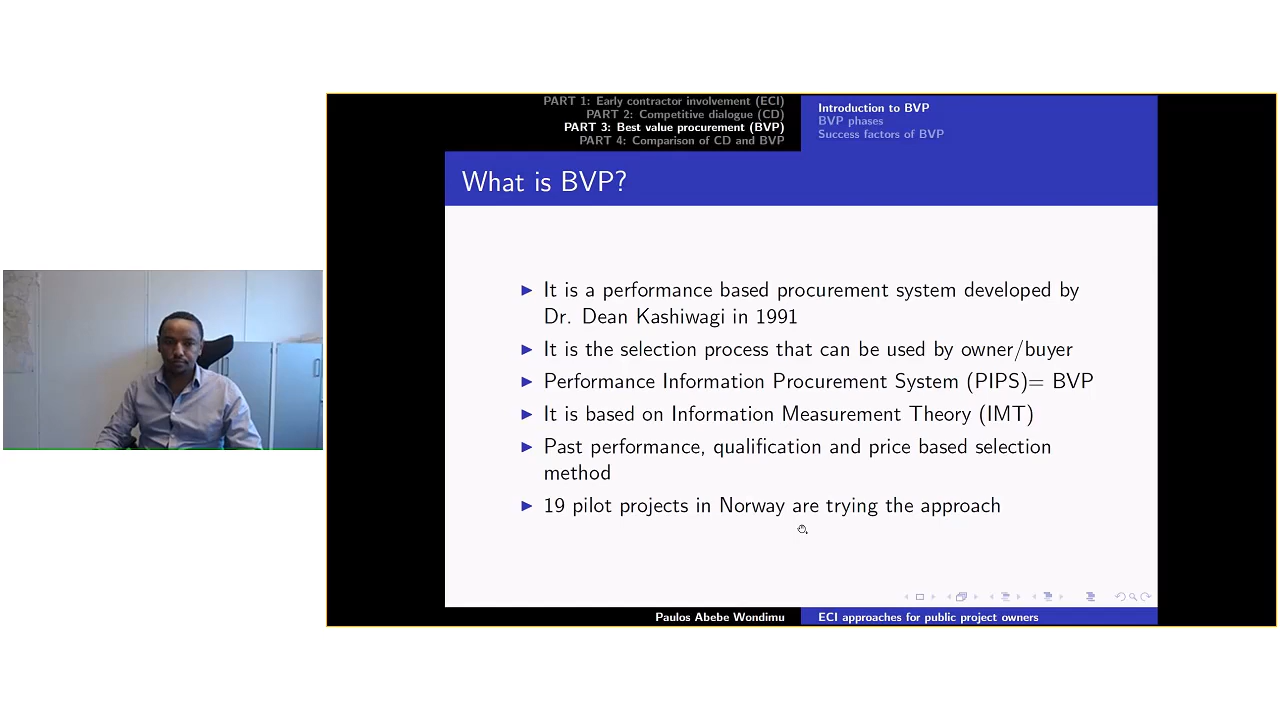 PART 1: Early contractor involvement (ECI)
PART 2: Competitive dialogue (CD)
PART 3: Best value procurement (BVP)
PART 4: Comparison of CD and BVP
Introduction to BVP
BVP phases
Success factors of BVP
What is BVP?
It is a performance based procurement system developed by
Dr. Dean Kashiwagi in 1991
It is the selection process that can be used by owner/buyer
Performance Information Procurement System (PIPS)= BVP
It is based on Information Measurement Theory (IMT)
Past performance, qualification and price based selection
method
19 pilot projects in Norway are trying the approach
Paulos Abebe Wondimu
ECI approaches for public project owners